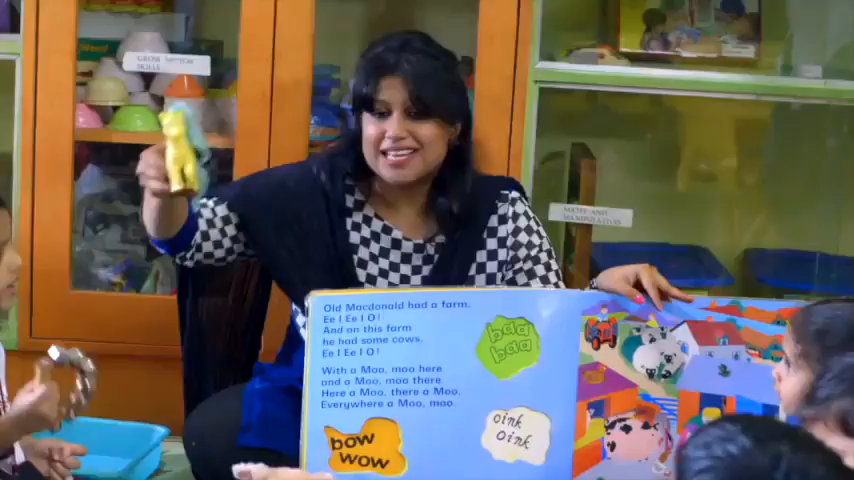 GROSS MOTOR
SKILLS
SIGHT AND
MANIPULATIVE
Old Macdonald had a farm.
Ee I Ee I O!
And on this farm
he had some cows.
Ee I Ee I O!
With a Moo, moo here
and a Moo, moo there
Here a Moo, there a Moo.
Everywhere a Moo, moo.
baa
baa
oink
oink
bow
wow